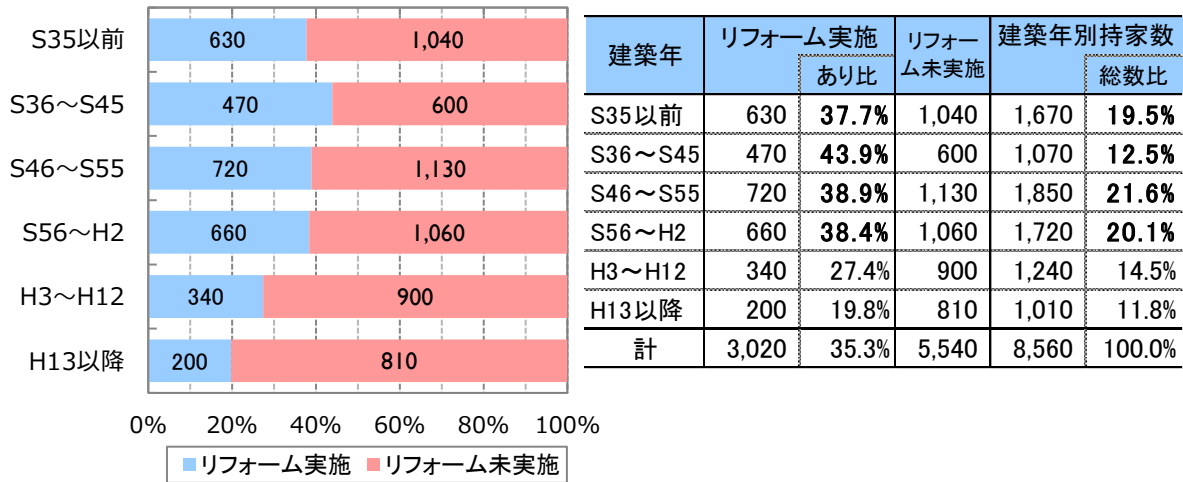 S35以前 630 1,040
S36～S45 470 600
S46～S55 720 1,130
S56～H2 660 1,060
H3～H12 340 900
H13以降 200 810
0% 20% 40% 60% 80% 100%
リフォーム実施 リフォーム未実施
建築年 リフォーム実施 リフォー 建築年別持家数
あり比 ム未実施 総数比
S35以前 630 37.7% 1,040 1,670 19.5%
S36～S45 470 43.9% 600 1,070 12.5%
S46～S55 720 38.9% 1,130 1,850 21.6%
S56～H2 660 38.4% 1,060 1,720 20.1%
H3～H12 340 27.4% 900 1,240 14.5%
H13以降 200 19.8% 810 1,010 11.8%
計 3,020 35.3% 5,540 8,560 100.0%